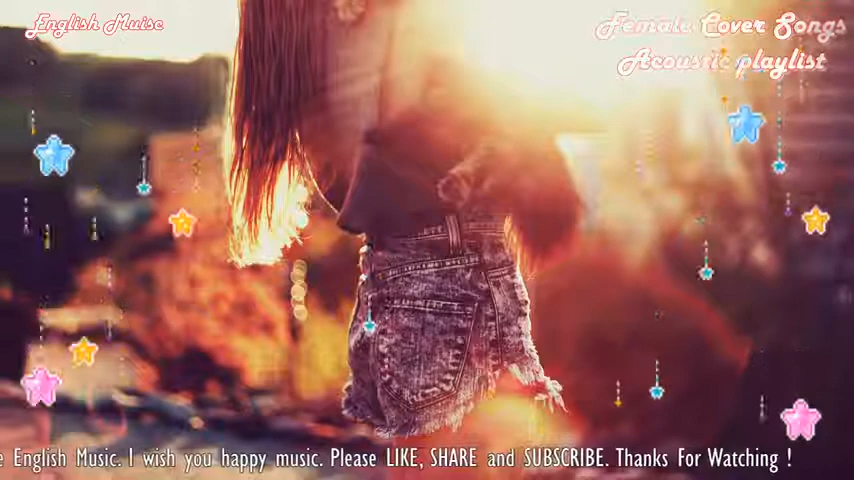 English Muisc
Female Cover Songs
Acoustic playlist
e English Music. I wish you happy music. Please LIKE, SHARE and SUBSCRIBE. Thanks For Watching !